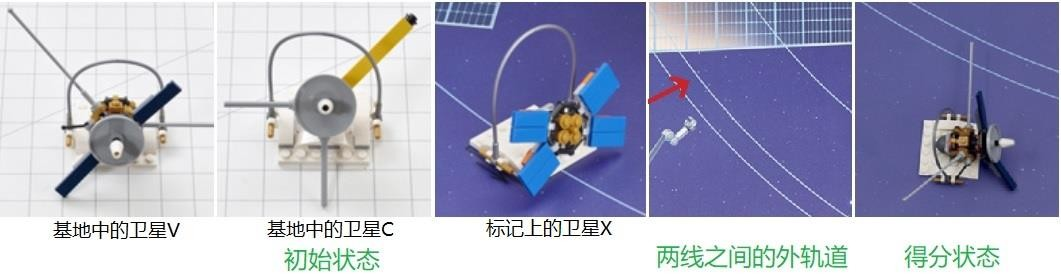 基地中的卫星V
基地中的卫星C
标记上的卫星X
初始状态
两线之间的外轨道
得分状态